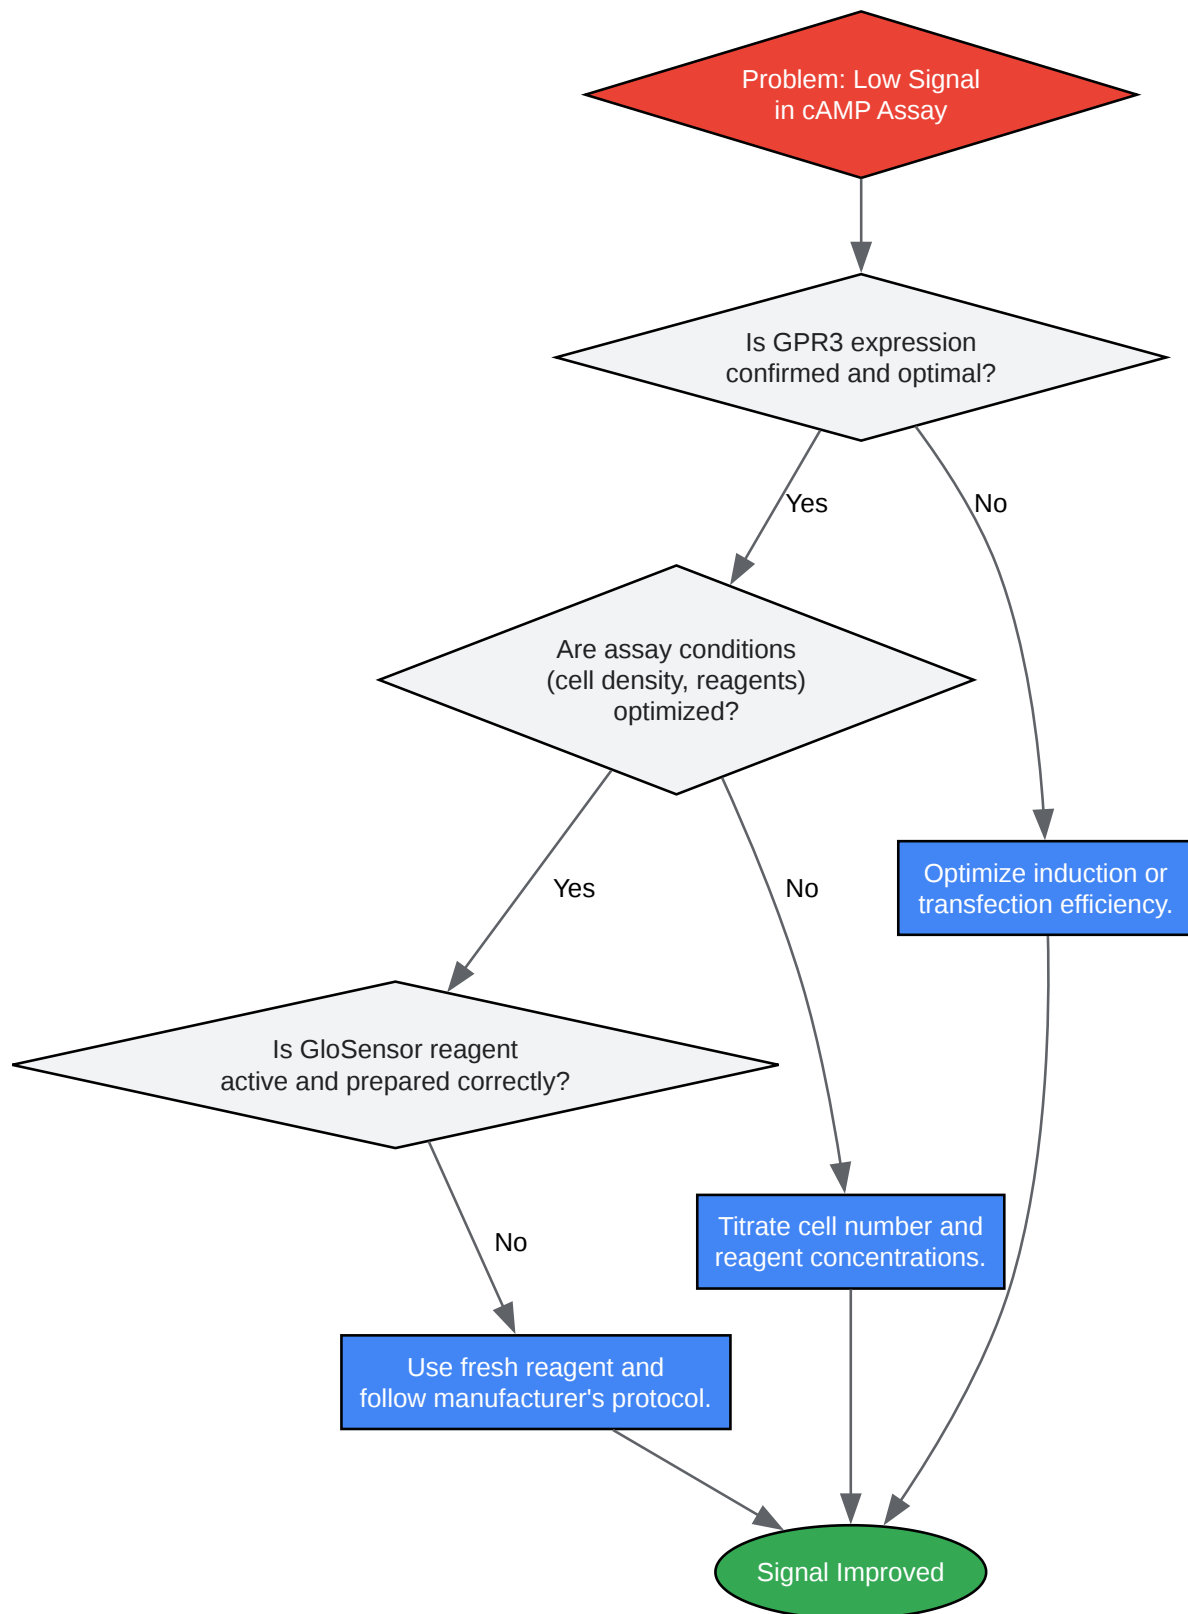 Problem: Low Signal
in cAMP Assay
Is GPR3 expression
confirmed and optimal?
Yes
No
Are assay conditions
(cell density, reagents)
optimized?
Optimize induction or
transfection efficiency.
Yes
No
Is GloSensor reagent
active and prepared correctly?
No
Titrate cell number and
reagent concentrations.
Use fresh reagent and
follow manufacturer's protocol.
Signal Improved